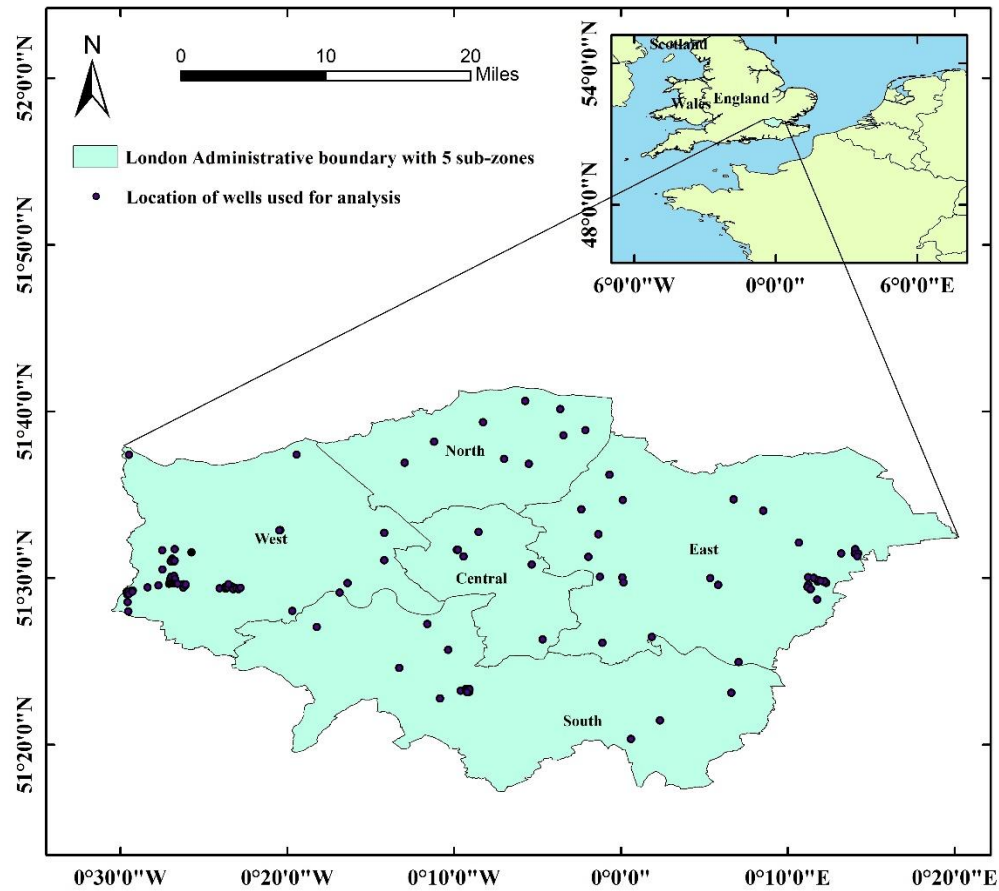 N
0 10 20
Miles
London Administrative boundary with 5 sub-zones
Location of wells used for analysis
Scotland
Wales England
54°0'0"N
48°0'0"N
6°0'0"W 0°0'0" 6°0'0"E
52°0'0"N
51°50'0"N
51°40'0"N
51°30'0"N
51°20'0"N
North
West
East
Central
South
0°30'0"W 0°20'0"W 0°10'0"W 0°0'0" 0°10'0"E 0°20'0"E